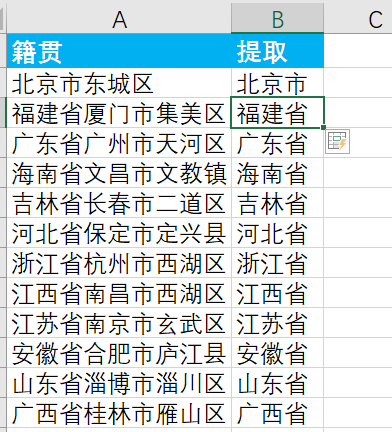 A B C
籍贯 提取
北京市东城区 北京市
福建省厦门市集美区 福建省
广东省广州市天河区 广东省
海南省文昌市文教镇 海南省
吉林省长春市二道区 吉林省
河北省保定市定兴县 河北省
浙江省杭州市西湖区 浙江省
江西省南昌市西湖区 江西省
江苏省南京市玄武区 江苏省
安徽省合肥市庐江县 安徽省
山东省淄博市淄川区 山东省
广西省桂林市雁山区 广西省